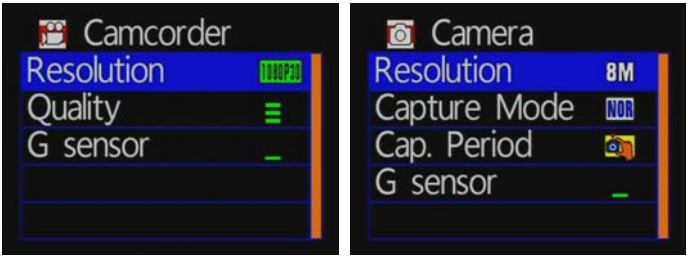 Camcorder
Resolution 1080P30
Quality
G sensor
Camera
Resolution 8M
Capture Mode NOR
Cap. Period
G sensor